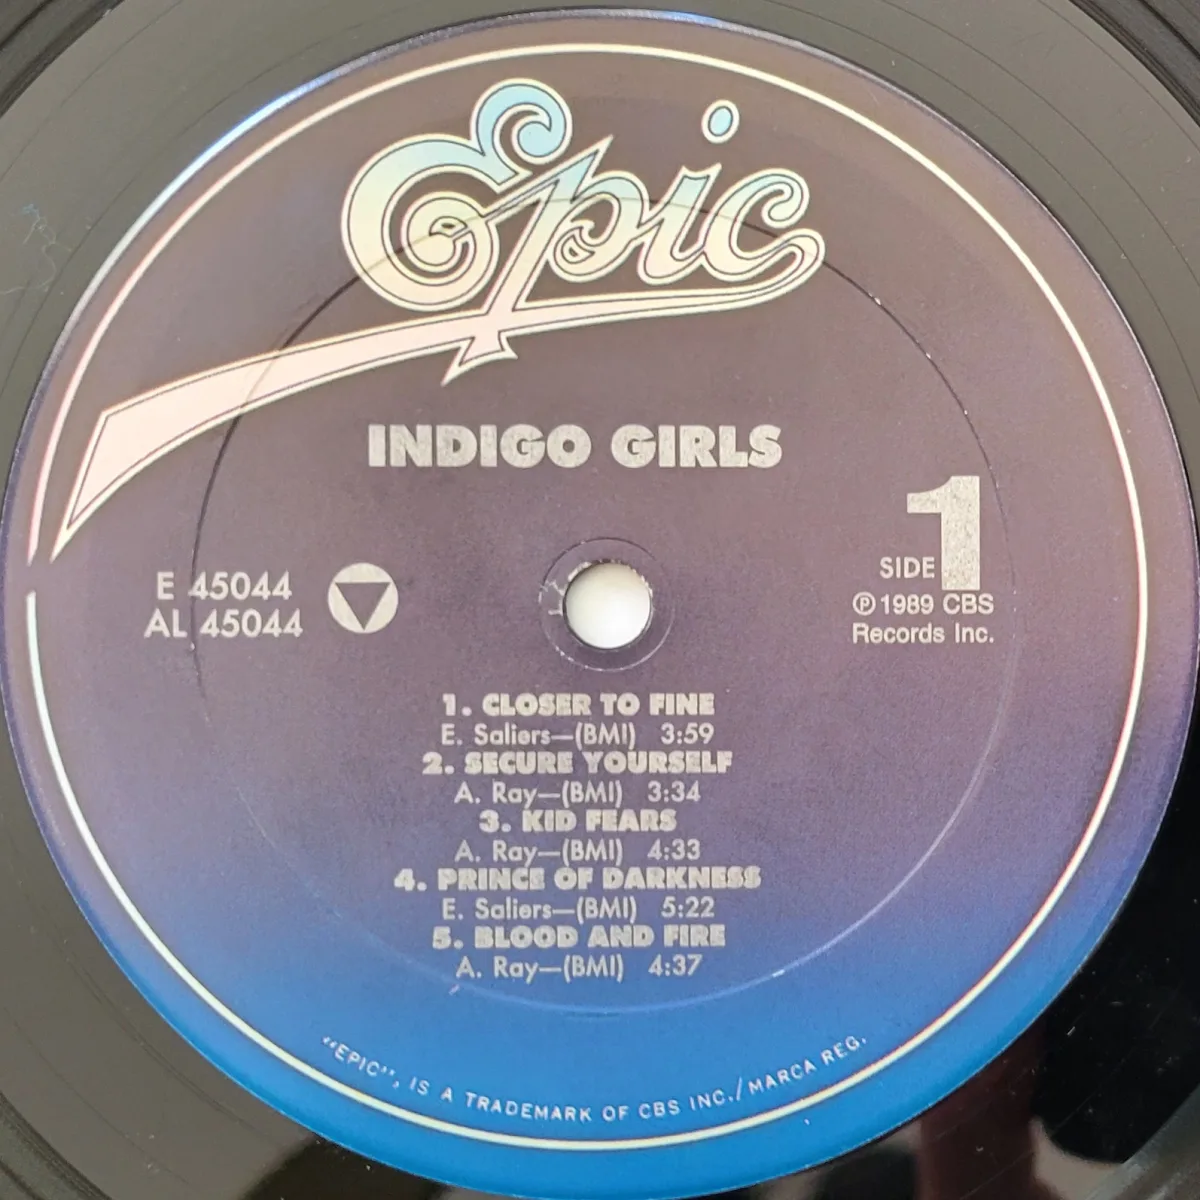 Epic
INDIGO GIRLS
1
SIDE
℗ 1989 CBS
Records Inc.
E 45044
AL 45044
1. CLOSER TO FINE
E. Saliers—(BMI) 3:59
2. SECURE YOURSELF
A. Ray—(BMI) 3:34
3. KID FEARS
A. Ray—(BMI) 4:33
4. PRINCE OF DARKNESS
E. Saliers—(BMI) 5:22
5. BLOOD AND FIRE
A. Ray—(BMI) 4:37
“EPIC”, IS A TRADEMARK OF CBS INC./MARCA REG.